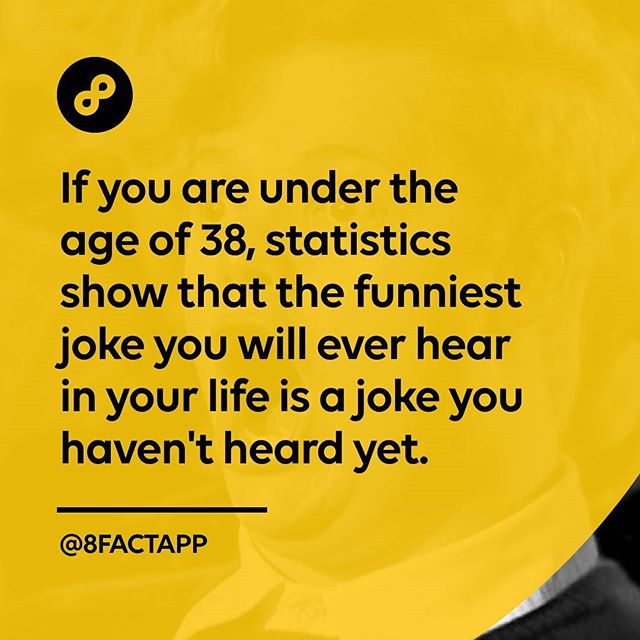 If you are under the
age of 38, statistics
show that the funniest
joke you will ever hear
in your life is a joke you
haven't heard yet.
@8FACTAPP